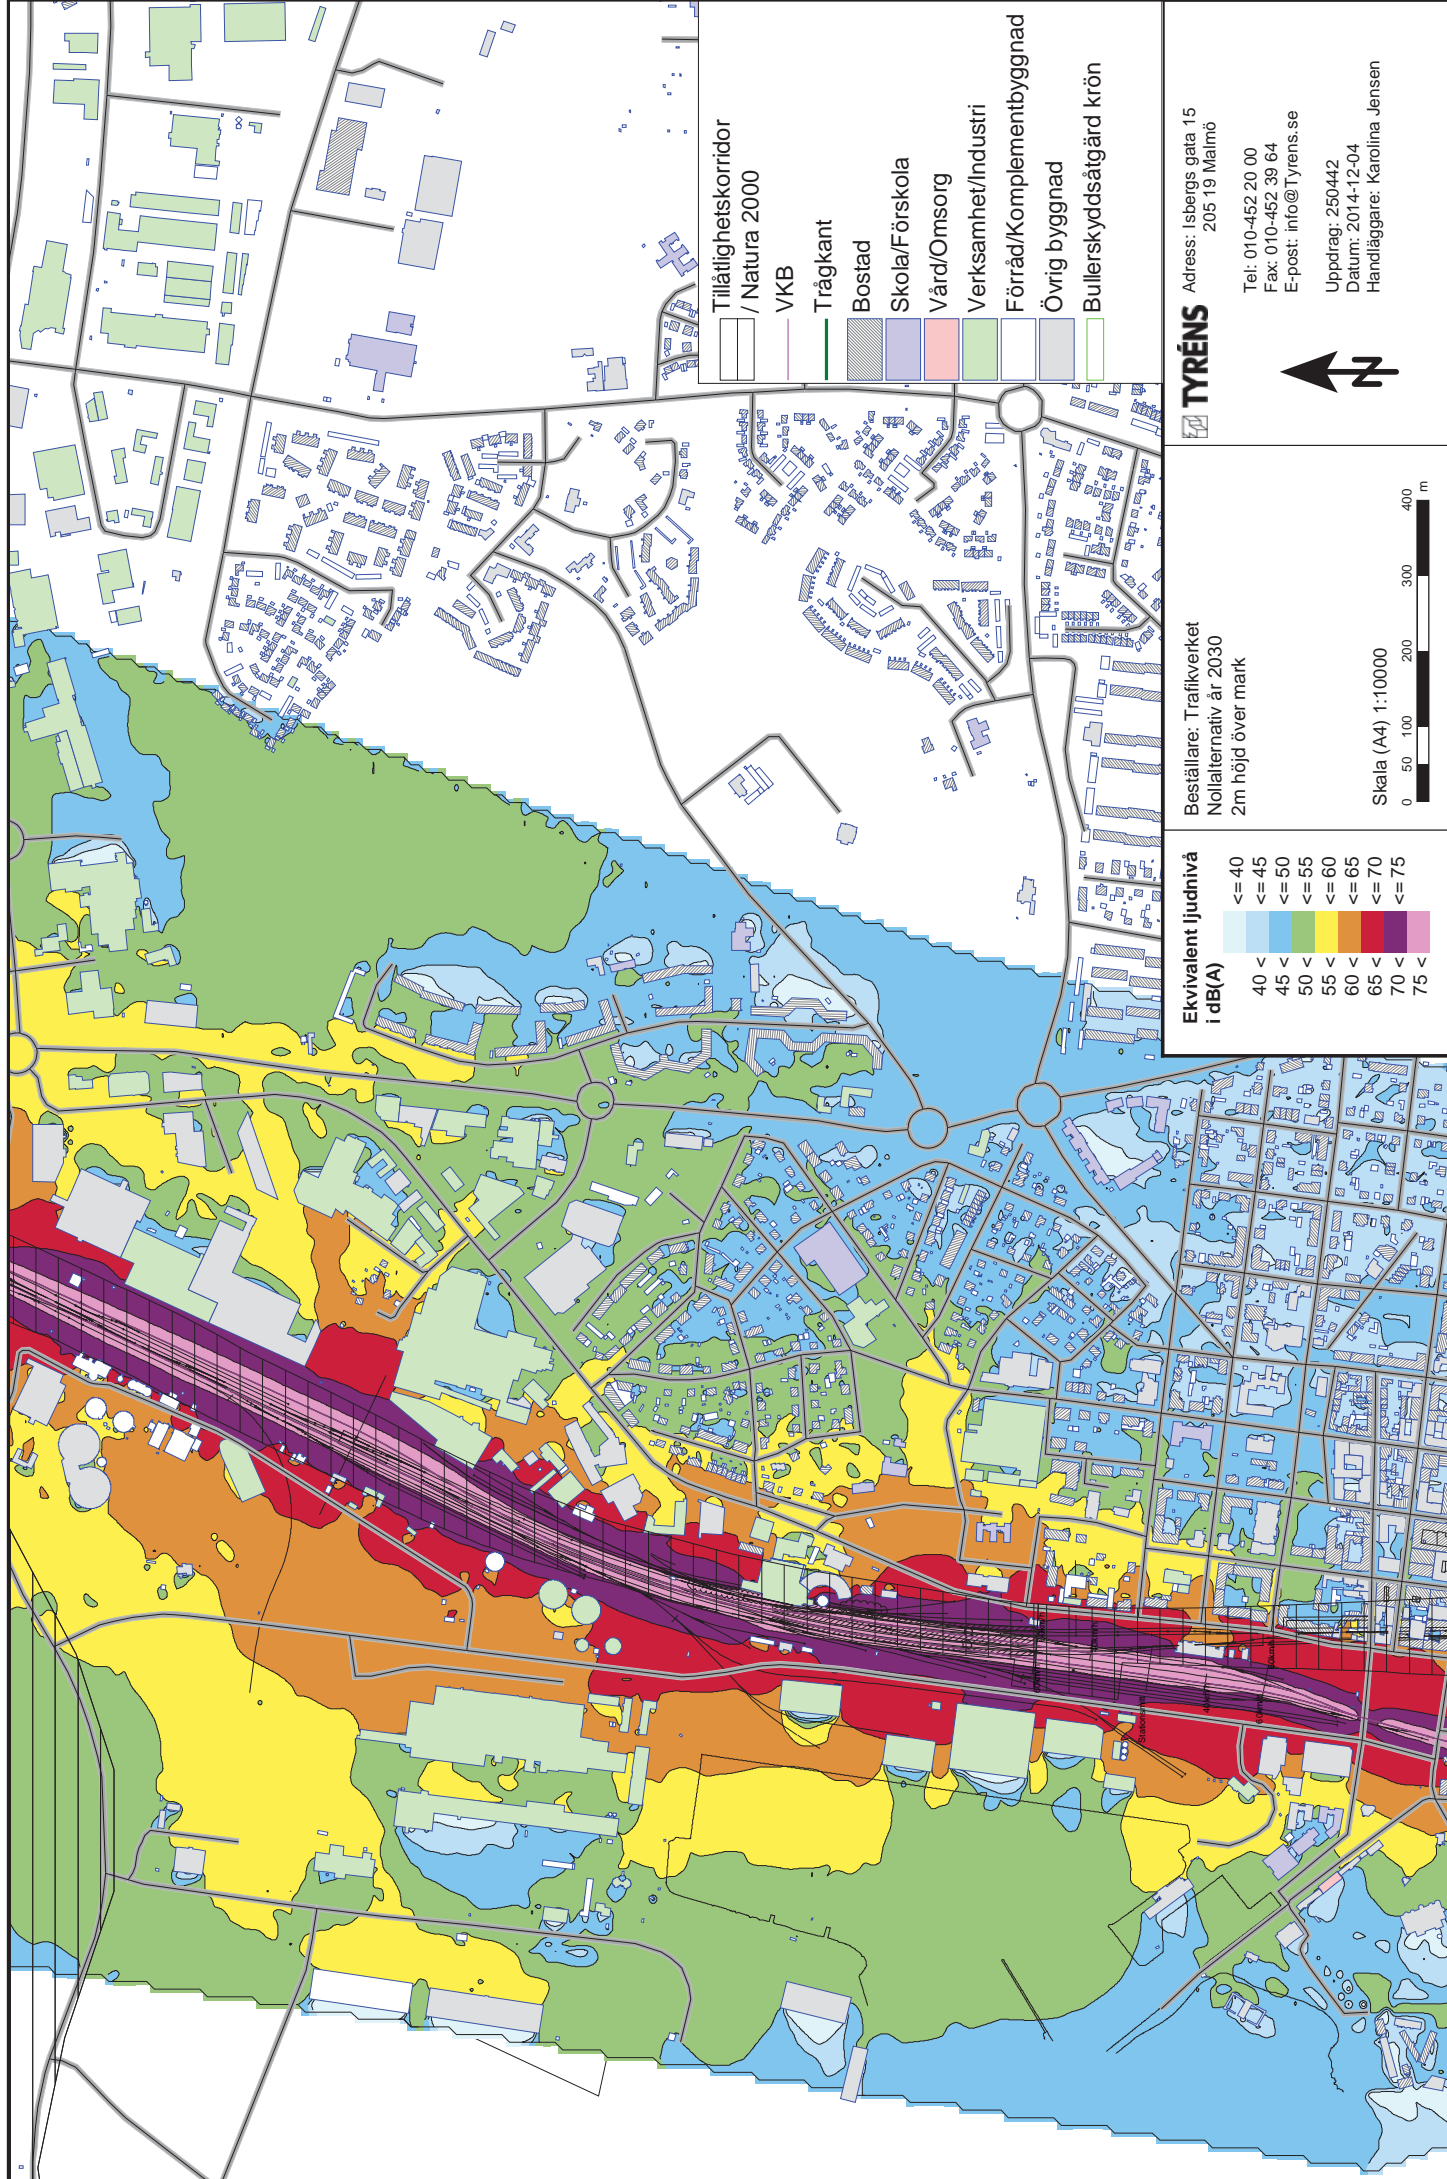 Tillåtlighetskorridor
/ Natura 2000
VKB
Trågkant
Bostad
Skola/Förskola
Vård/Omsorg
Verksamhet/Industri
Förråd/Komplementbyggnad
Övrig byggnad
Bullerskyddsåtgärd krön
TYRÉNS
Adress: Isbergs gata 15
205 19 Malmö
Tel: 010-452 20 00
Fax: 010-452 39 64
E-post: info@Tyrens.se
Uppdrag: 250442
Datum: 2014-12-04
Handläggare: Karolina Jensen
N
Beställare: Trafikverket
Nollalternativ år 2030
2m höjd över mark
Skala (A4) 1:10000
0 50 100 200 300 400 m
Ekvivalent ljudnivå
i dB(A)
<= 40
40 < <= 45
45 < <= 50
50 < <= 55
55 < <= 60
60 < <= 65
65 < <= 70
70 < <= 75
75 <